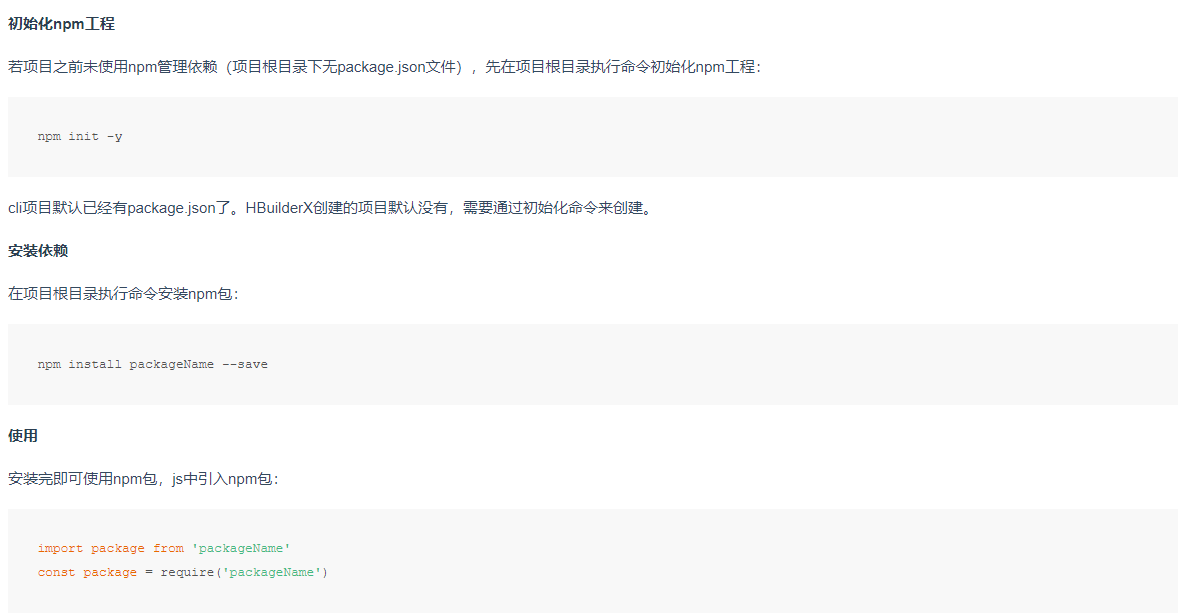 初始化npm工程
若项目之前未使用npm管理依赖（项目根目录下无package.json文件），先在项目根目录执行命令初始化npm工程：
npm init -y
cli项目默认已经有package.json了。HBuilderX创建的项目默认没有，需要通过初始化命令来创建。
安装依赖
在项目根目录执行命令安装npm包：
npm install packageName --save
使用
安装完即可使用npm包，js中引入npm包：
import package from 'packageName'
const package = require('packageName')